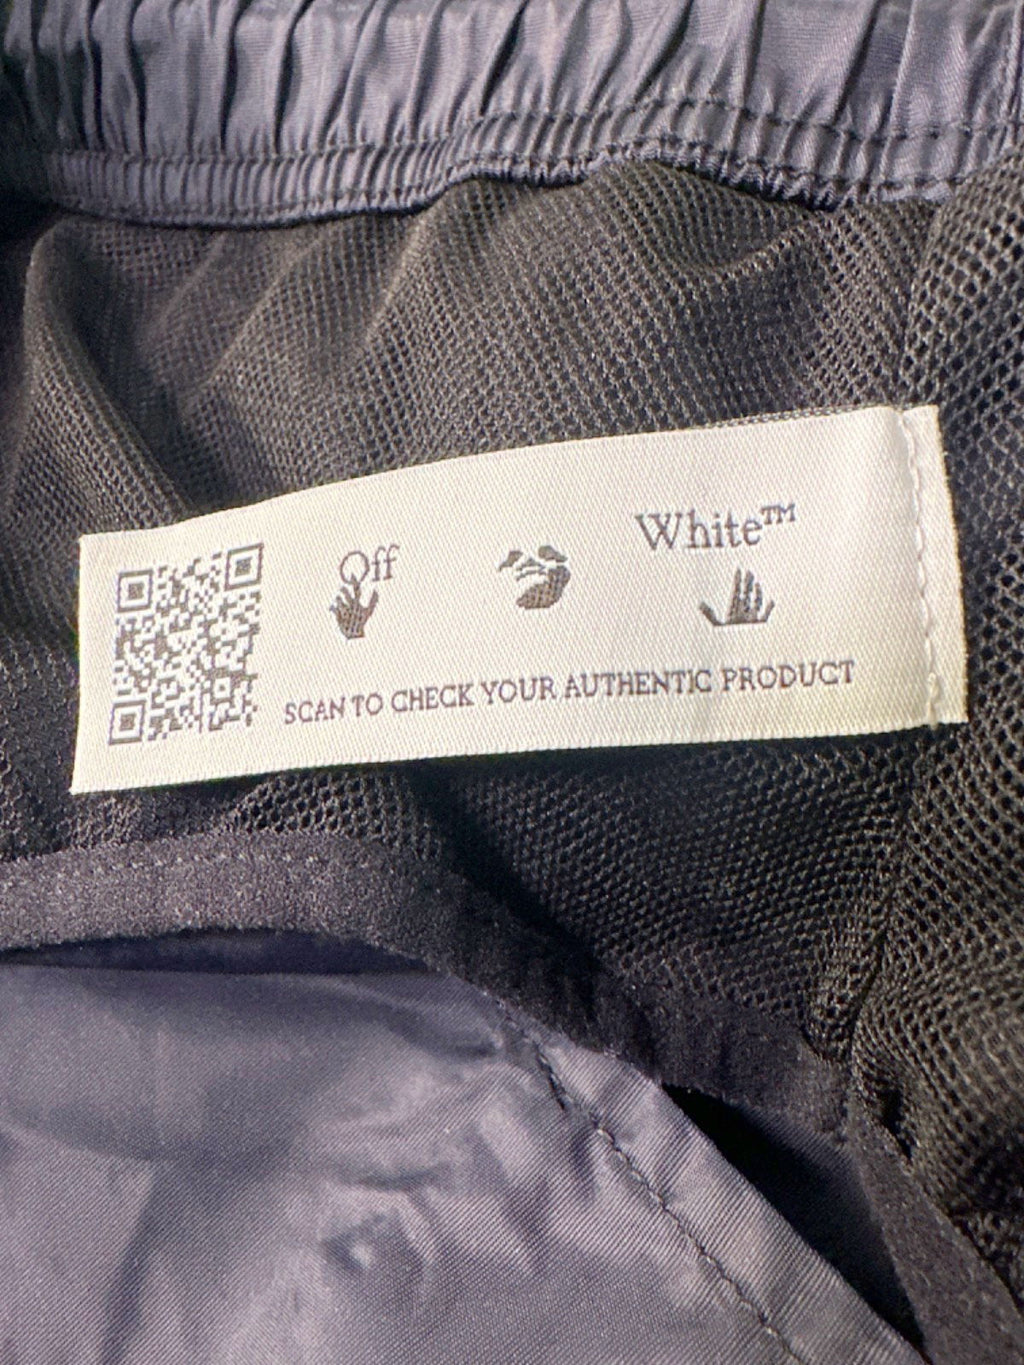 Off White™
SCAN TO CHECK YOUR AUTHENTIC PRODUCT